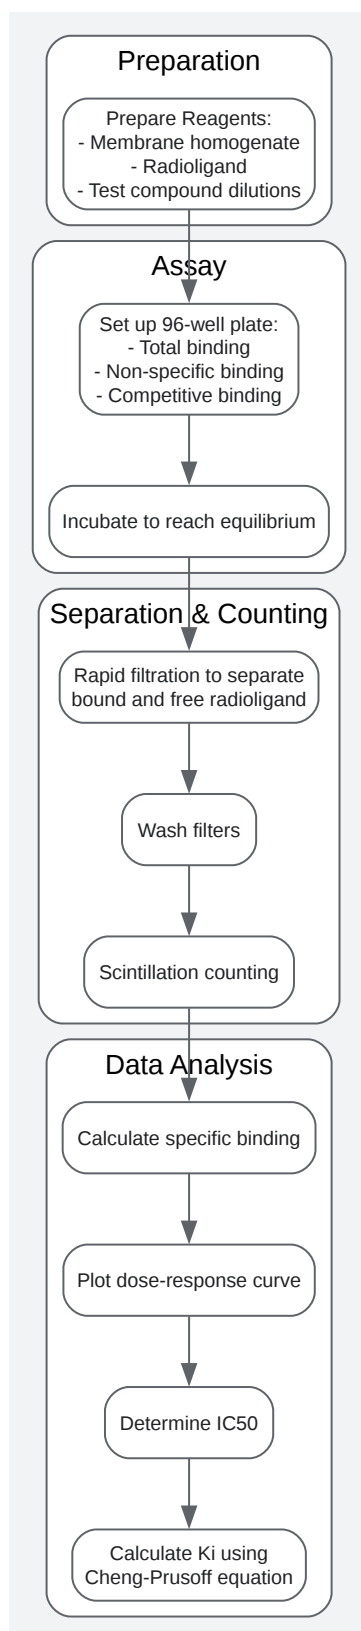 Preparation
Prepare Reagents:
- Membrane homogenate
- Radioligand
- Test compound dilutions
Assay
Set up 96-well plate:
- Total binding
- Non-specific binding
- Competitive binding
Incubate to reach equilibrium
Separation & Counting
Rapid filtration to separate
bound and free radioligand
Wash filters
Scintillation counting
Data Analysis
Calculate specific binding
Plot dose-response curve
Determine IC50
Calculate Ki using
Cheng-Prusoff equation